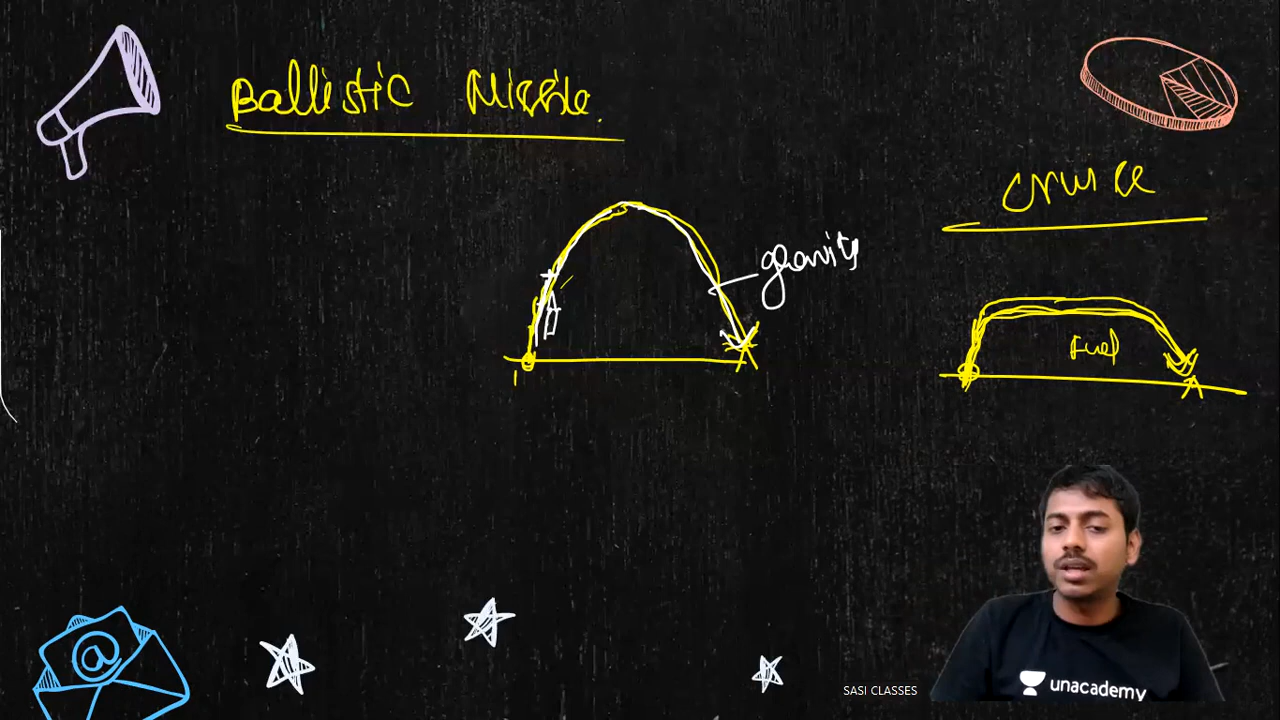 Ballistic Missile.
cruise
gravity
Fuel
@
unacademy
SASI CLASSES